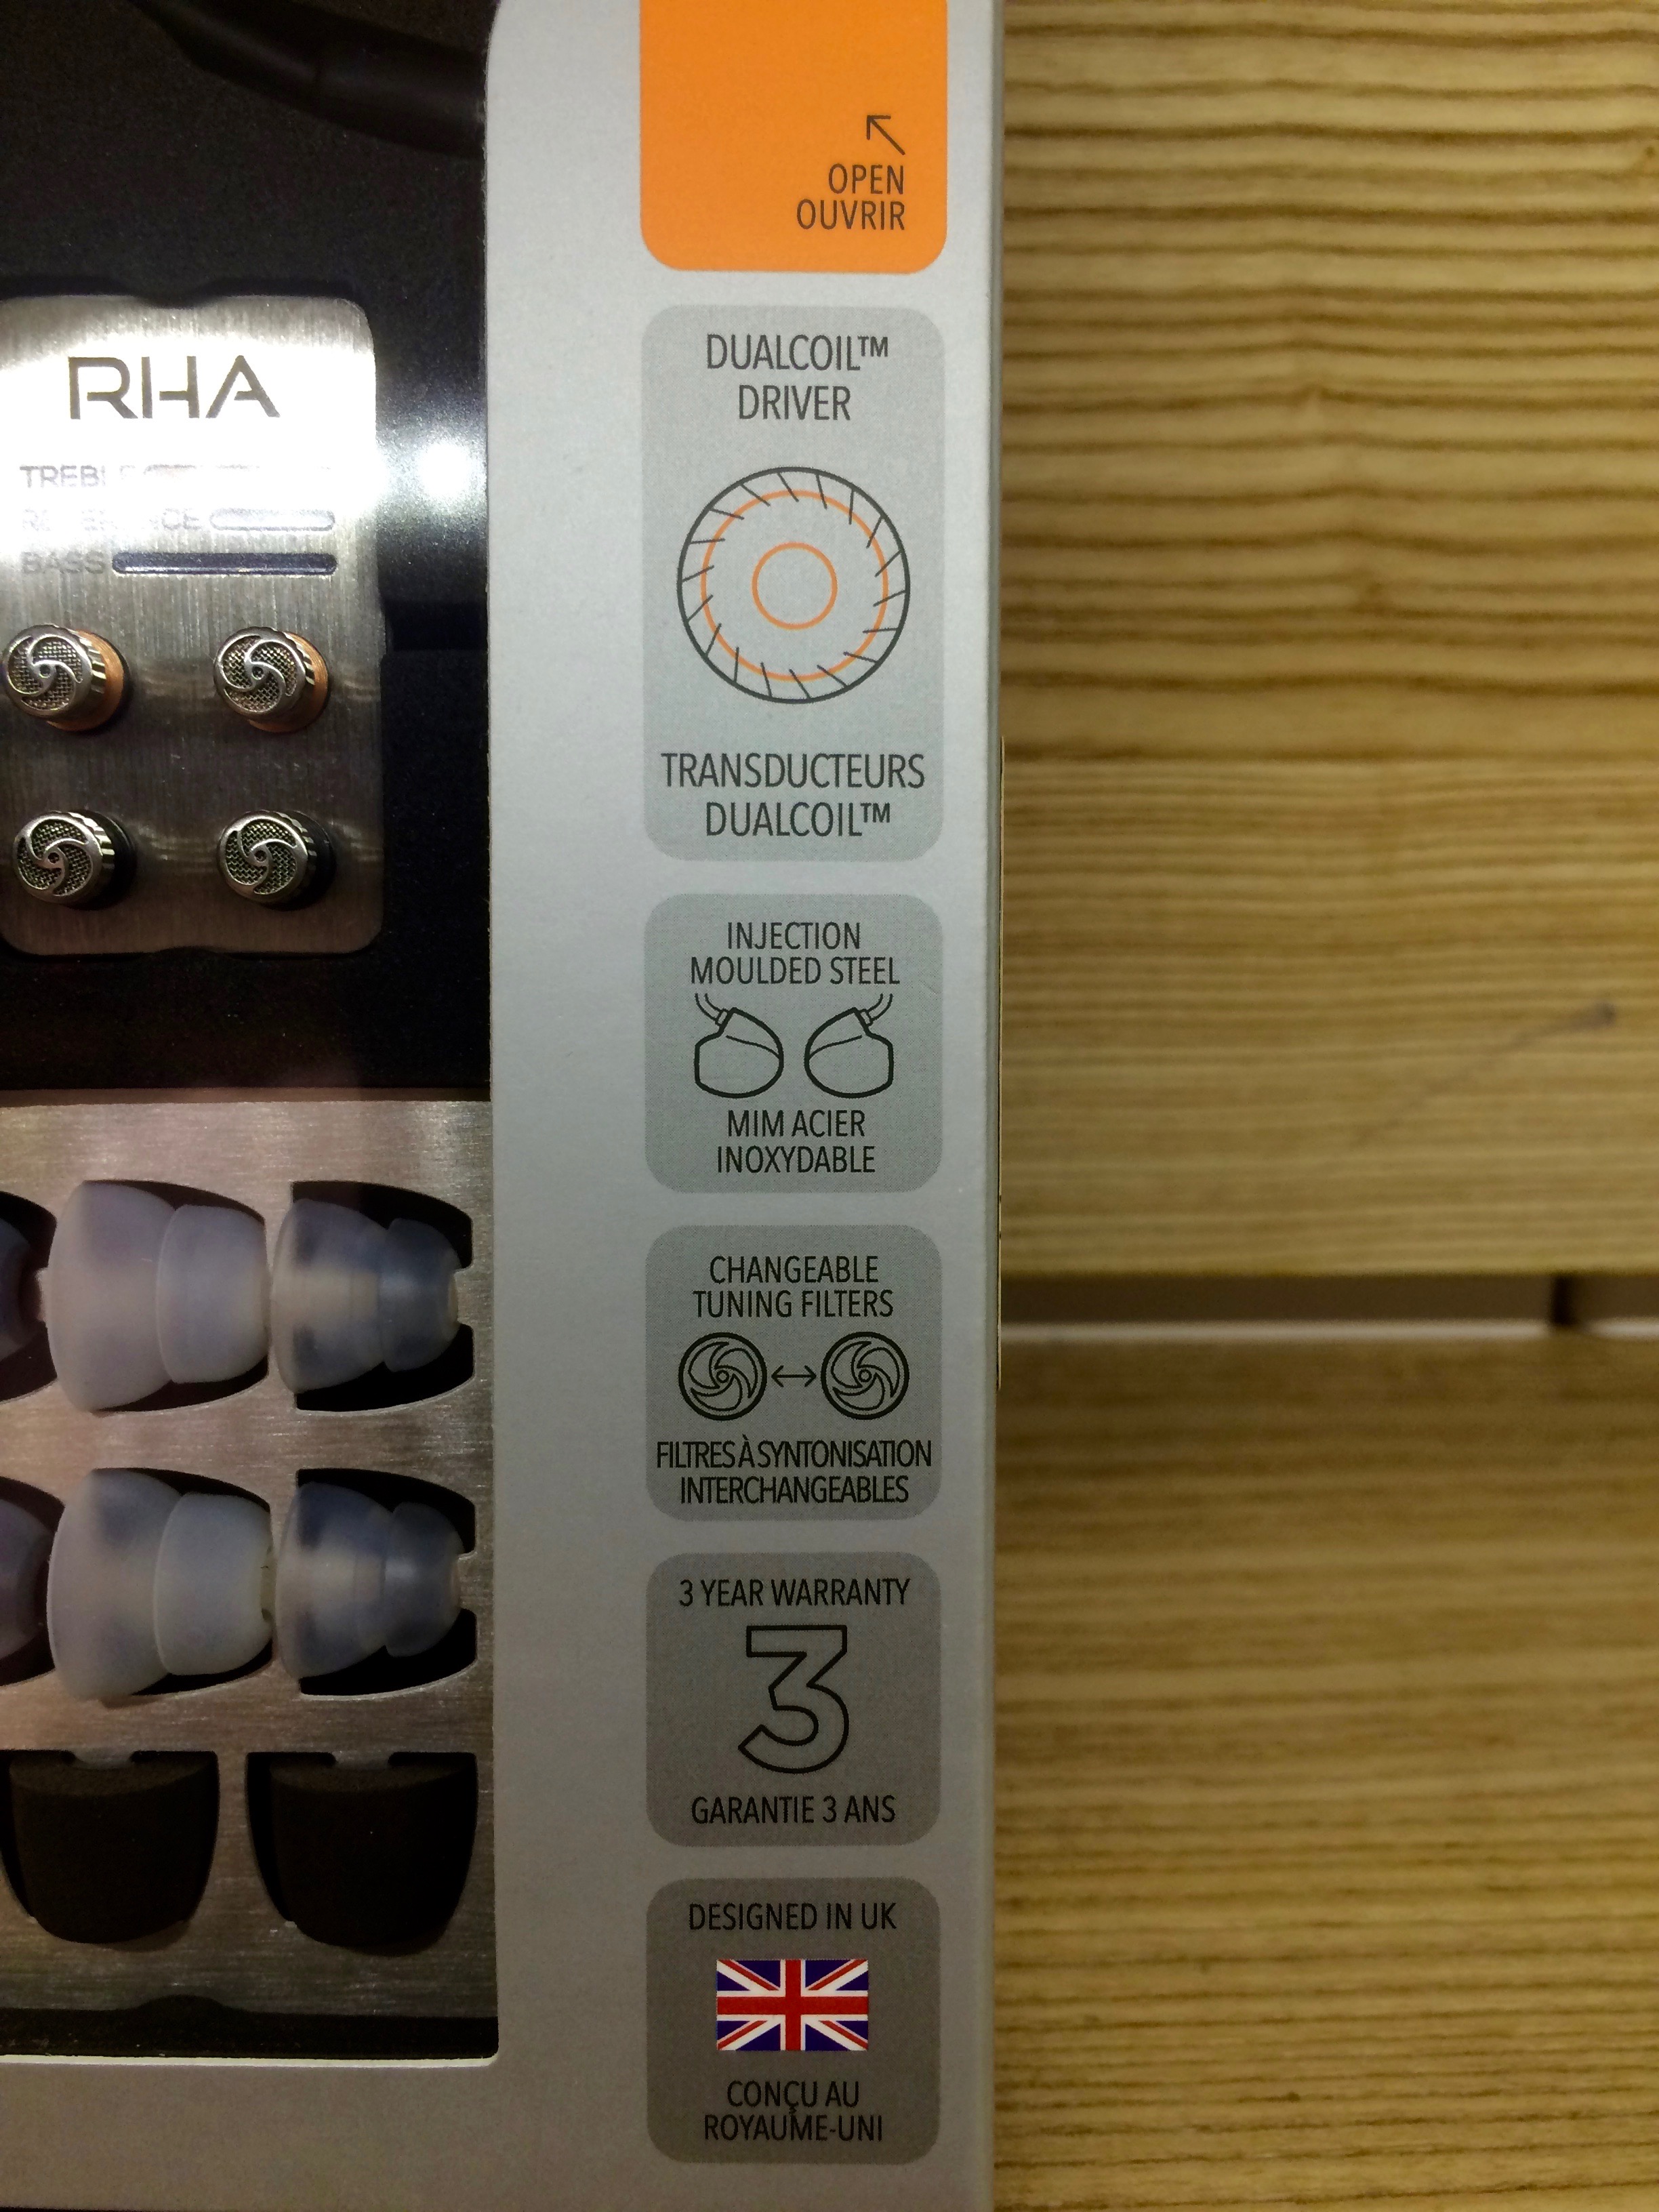 RHA
TREBLE
REFERENCE
BASS
OPEN
OUVRIR
DUALCOIL™
DRIVER
TRANSDUCTEURS
DUALCOIL™
INJECTION
MOULDED STEEL
MIM ACIER
INOXYDABLE
CHANGEABLE
TUNING FILTERS
FILTRES À SYNTONISATION
INTERCHANGEABLES
3 YEAR WARRANTY
3
GARANTIE 3 ANS
DESIGNED IN UK
CONÇU AU
ROYAUME-UNI